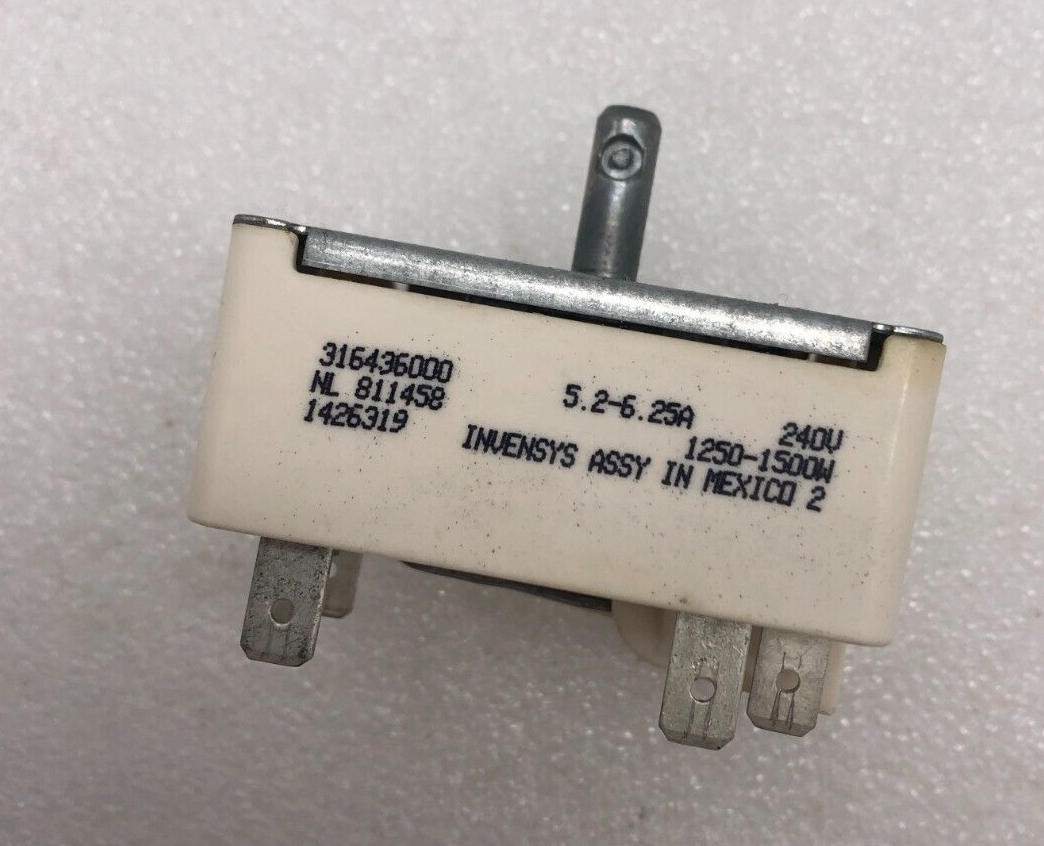 316436000
NL 811458
1426319
5.2-6.25A
240V
1250-1500W
INVENSYS ASSY IN MEXICO 2